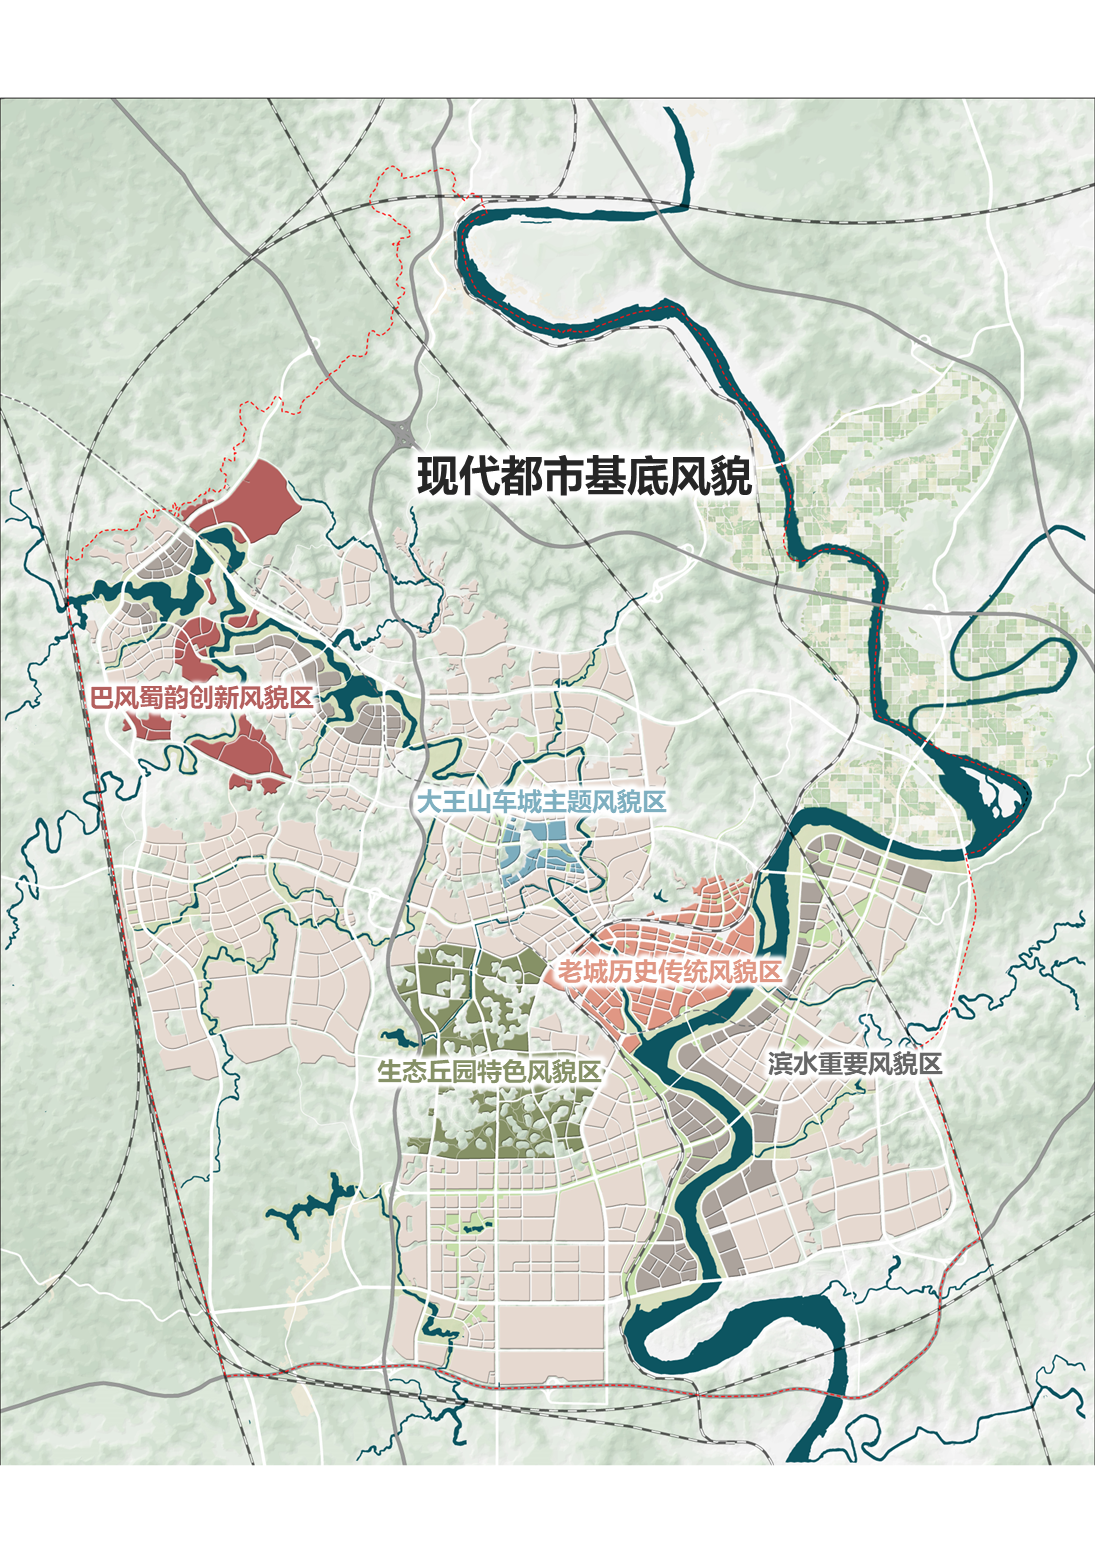 现代都市基底风貌
巴风蜀韵创新风貌区
大王山车城主题风貌区
老城历史传统风貌区
生态丘园特色风貌区
滨水重要风貌区